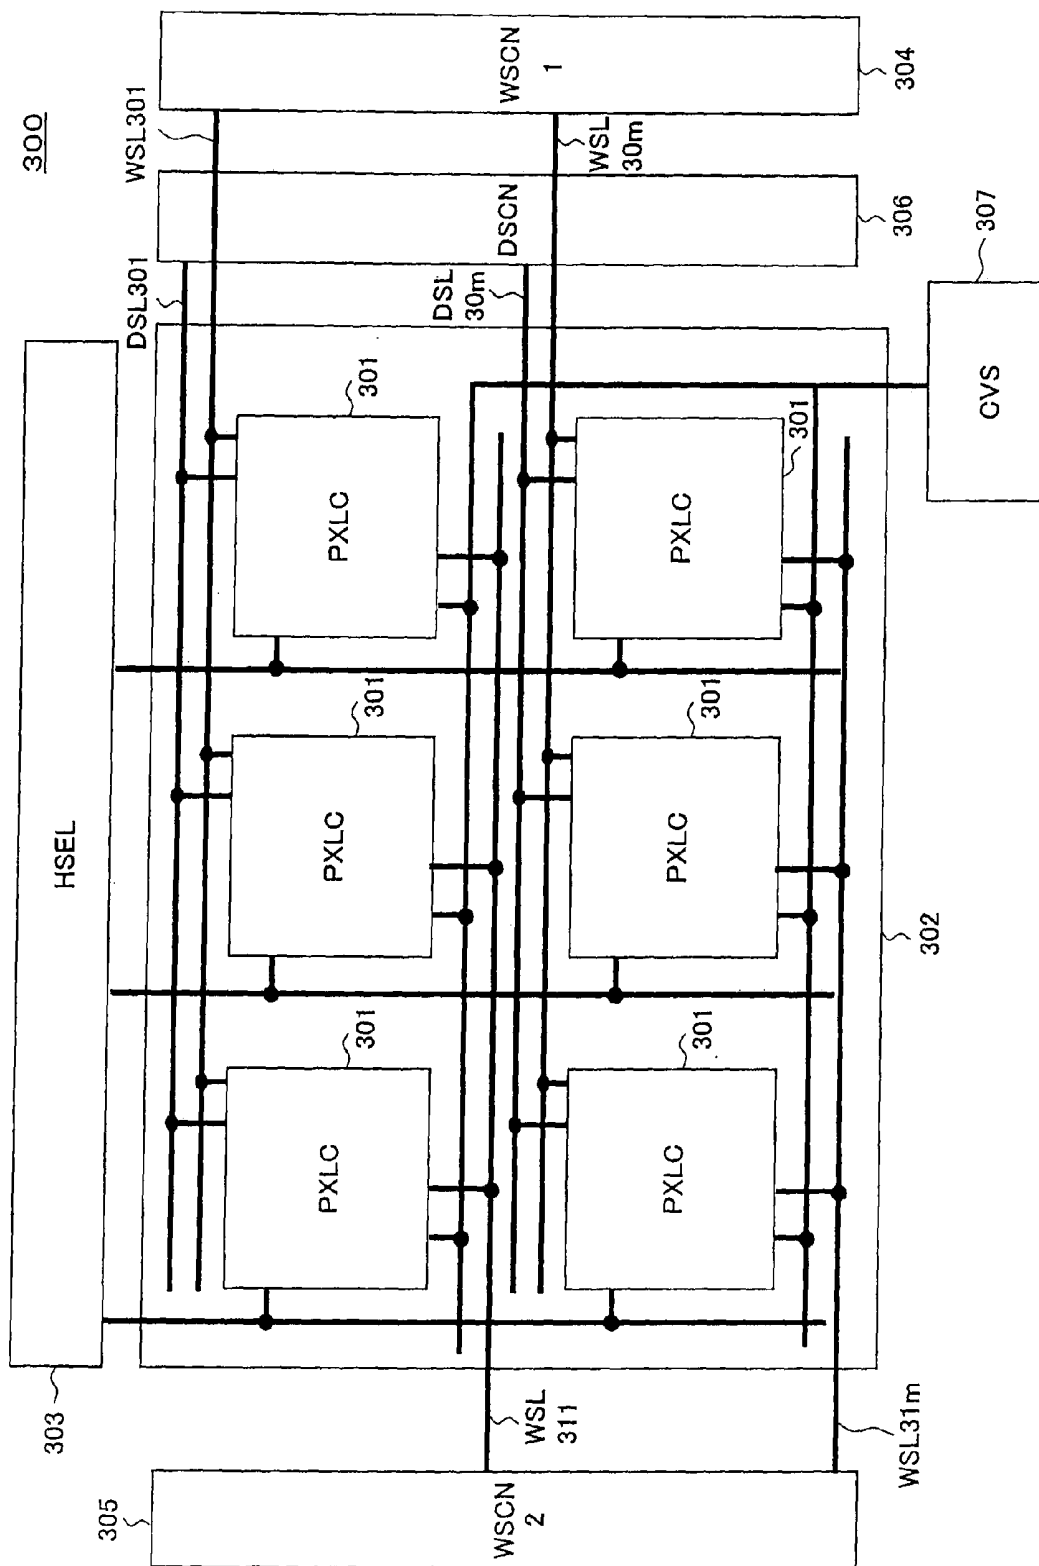 300
HSEL
303
WSCN
1
304
WSL301
WSL
30m
DSCN
306
DSL301
DSL
30m
CVS
307
PXLC
301
PXLC
301
PXLC
301
PXLC
301
PXLC
301
PXLC
301
302
WSCN
2
305
WSL
311
WSL31m